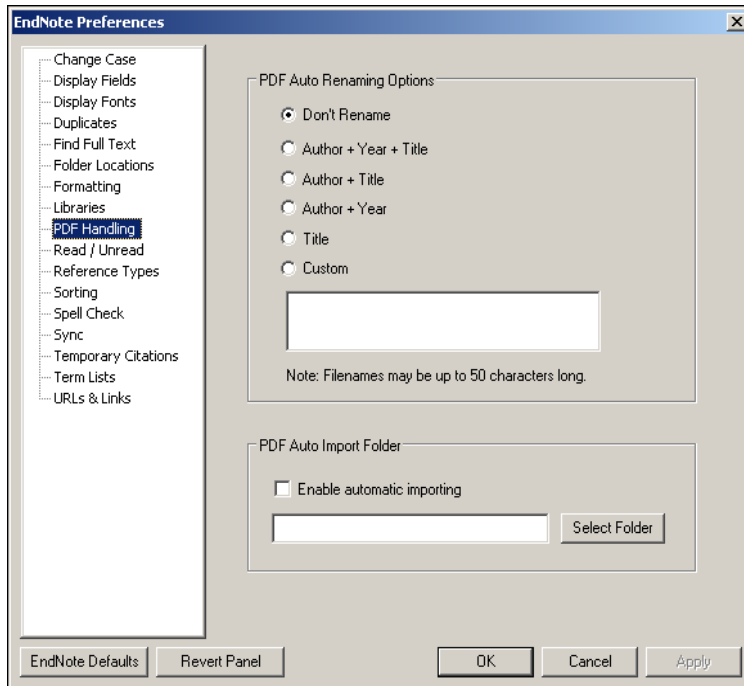 EndNote Preferences
Change Case
Display Fields
Display Fonts
Duplicates
Find Full Text
Folder Locations
Formatting
Libraries
PDF Handling
Read / Unread
Reference Types
Sorting
Spell Check
Sync
Temporary Citations
Term Lists
URLs & Links
PDF Auto Renaming Options
Don't Rename
Author + Year + Title
Author + Title
Author + Year
Title
Custom
Note: Filenames may be up to 50 characters long.
PDF Auto Import Folder
Enable automatic importing
Select Folder
EndNote Defaults Revert Panel OK Cancel Apply